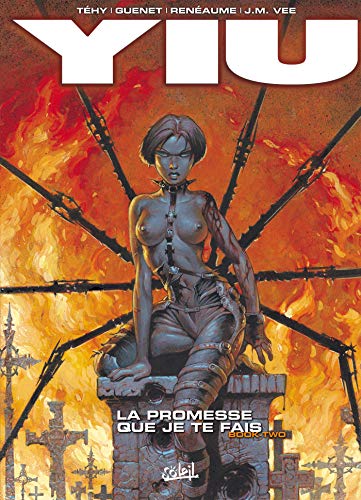 TÉHY | GUENET | RENÉAUME | J.M. VEE
YIU
LA PROMESSE
QUE JE TE FAIS
BOOK TWO
Soleil